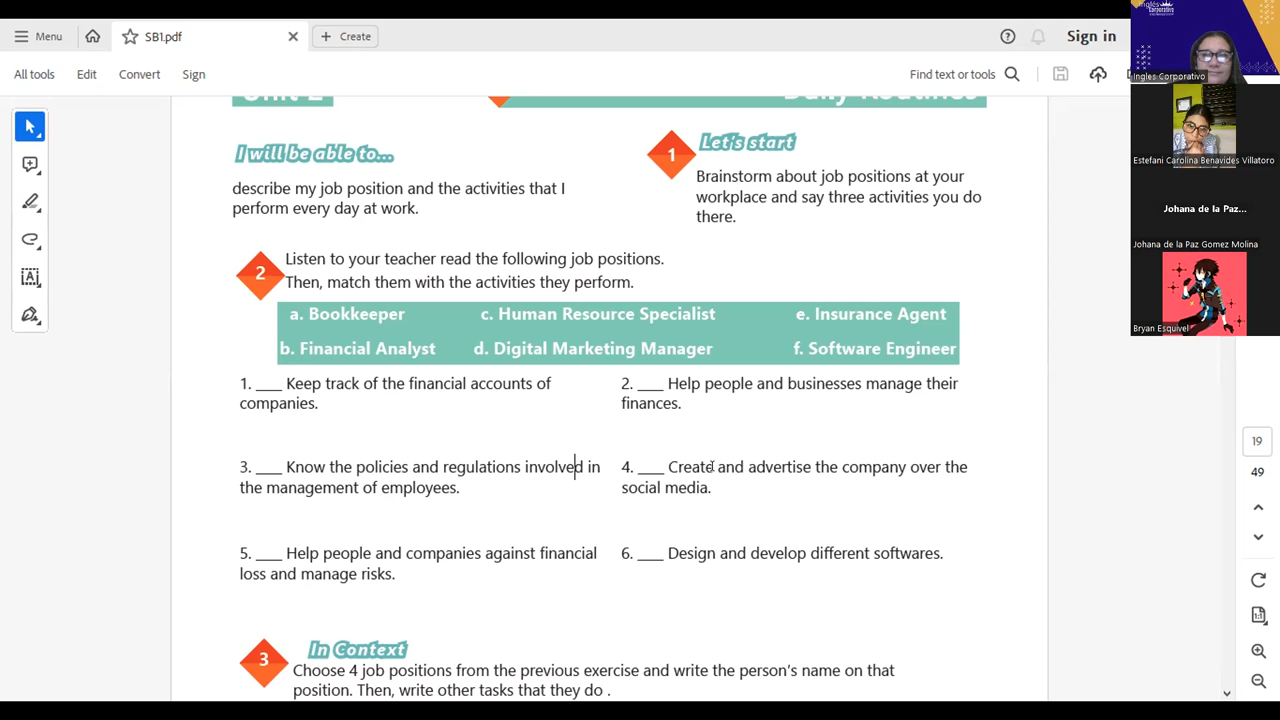 Menu
SB1.pdf
Create
Sign in
All tools
Edit
Convert
Sign
Find text or tools
Inglés
Corporativo
Ingles Corporativo
Estefani Carolina Benavides Villatoro
Johana de la Paz...
Johana de la Paz Gomez Molina
Bryan Esquivel
Unit 2
Daily Routines
I will be able to...
describe my job position and the activities that I
perform every day at work.
1
Let's start
Brainstorm about job positions at your
workplace and say three activities you do
there.
2
Listen to your teacher read the following job positions.
Then, match them with the activities they perform.
a. Bookkeeper
c. Human Resource Specialist
e. Insurance Agent
b. Financial Analyst
d. Digital Marketing Manager
f. Software Engineer
1. ___ Keep track of the financial accounts of
companies.
2. ___ Help people and businesses manage their
finances.
3. ___ Know the policies and regulations involved in
the management of employees.
4. ___ Create and advertise the company over the
social media.
5. ___ Help people and companies against financial
loss and manage risks.
6. ___ Design and develop different softwares.
3
In Context
Choose 4 job positions from the previous exercise and write the person's name on that
position. Then, write other tasks that they do .
19
49
1:1